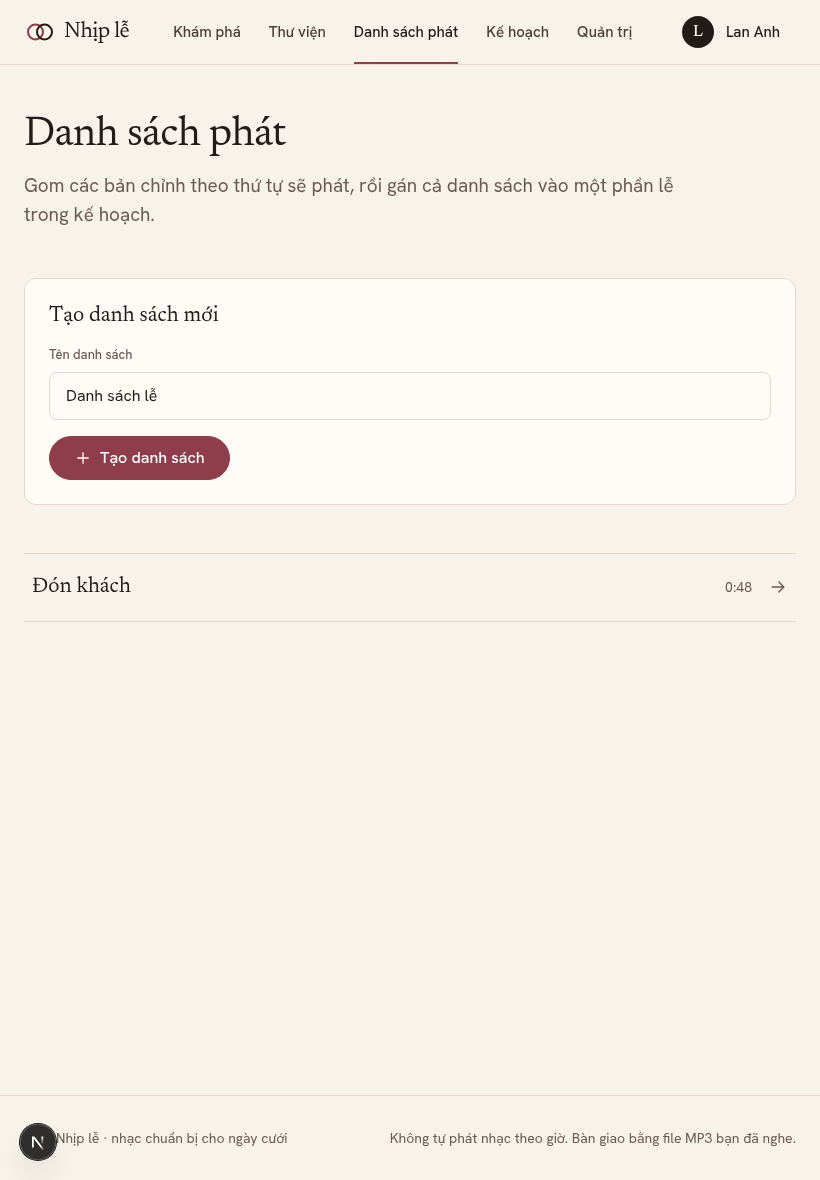 Nhịp lễ
Khám phá
Thư viện
Danh sách phát
Kế hoạch
Quản trị
L
Lan Anh
Danh sách phát
Gom các bản chỉnh theo thứ tự sẽ phát, rồi gán cả danh sách vào một phần lễ
trong kế hoạch.
Tạo danh sách mới
Tên danh sách
Danh sách lễ
+ Tạo danh sách
Đón khách
0:48 →
N
Nhịp lễ · nhạc chuẩn bị cho ngày cưới
Không tự phát nhạc theo giờ. Bàn giao bằng file MP3 bạn đã nghe.